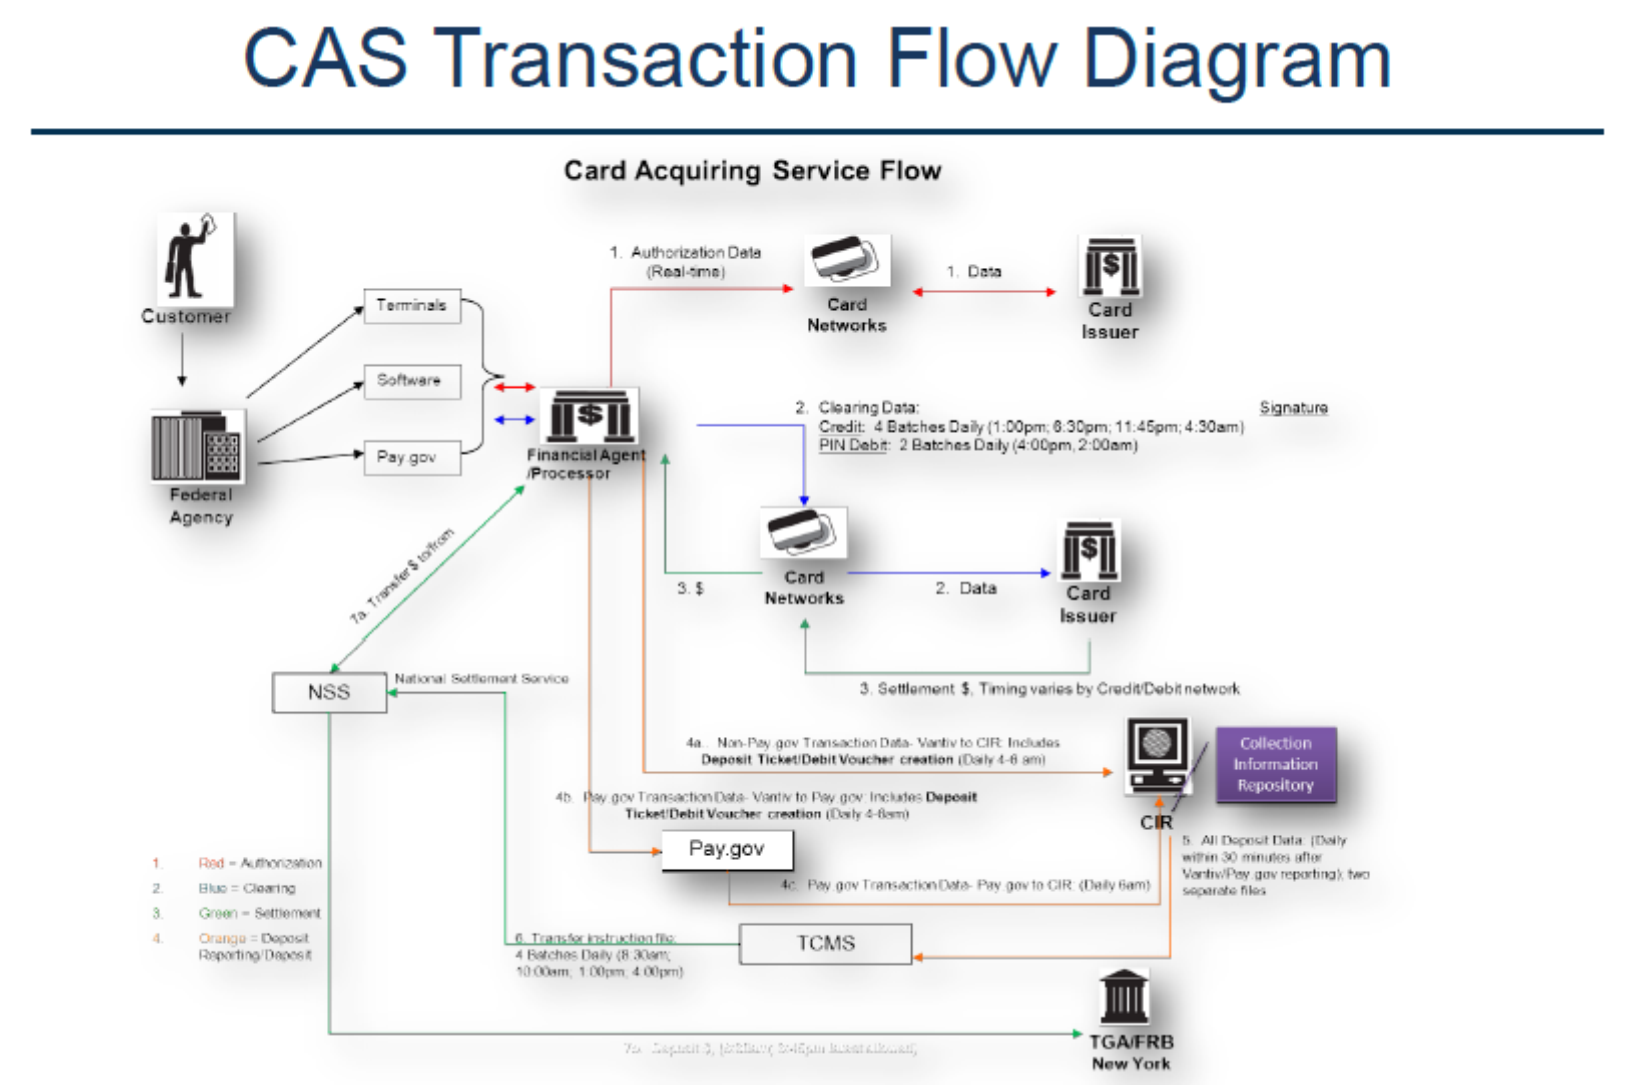 CAS Transaction Flow Diagram
Card Acquiring Service Flow
Customer
Federal
Agency
Terminals
Software
Pay.gov
Financial Agent
/Processor
1. Authorization Data
(Real-time)
Card
Networks
1. Data
Card
Issuer
2. Clearing Data:
Signature
Credit: 4 Batches Daily (1:00pm; 6:30pm; 11:45pm; 4:30am)
PIN Debit: 2 Batches Daily (4:00pm, 2:00am)
Card
Networks
2. Data
Card
Issuer
3. $
3. Settlement $, Timing varies by Credit/Debit network
7a. Transfer $ to/from
NSS
National Settlement Service
4a.. Non-Pay.gov Transaction Data- Vantiv to CIR: Includes
Deposit Ticket/Debit Voucher creation (Daily 4-6 am)
4b. Pay.gov Transaction Data- Vantiv to Pay.gov: Includes Deposit
Ticket/Debit Voucher creation (Daily 4-6am)
Pay.gov
4c. Pay.gov Transaction Data- Pay.gov to CIR: (Daily 6am)
CIR
Collection
Information
Repository
5. All Deposit Data: (Daily
within 30 minutes after
Vantiv/Pay.gov reporting); two
separate files
TCMS
6. Transfer instruction file:
4 Batches Daily (8:30am;
10:00am; 1:00pm; 4:00pm)
1. Red = Authorization
2. Blue = Clearing
3. Green = Settlement
4. Orange = Deposit
Reporting/Deposit
TGA/FRB
New York
Deposit $,